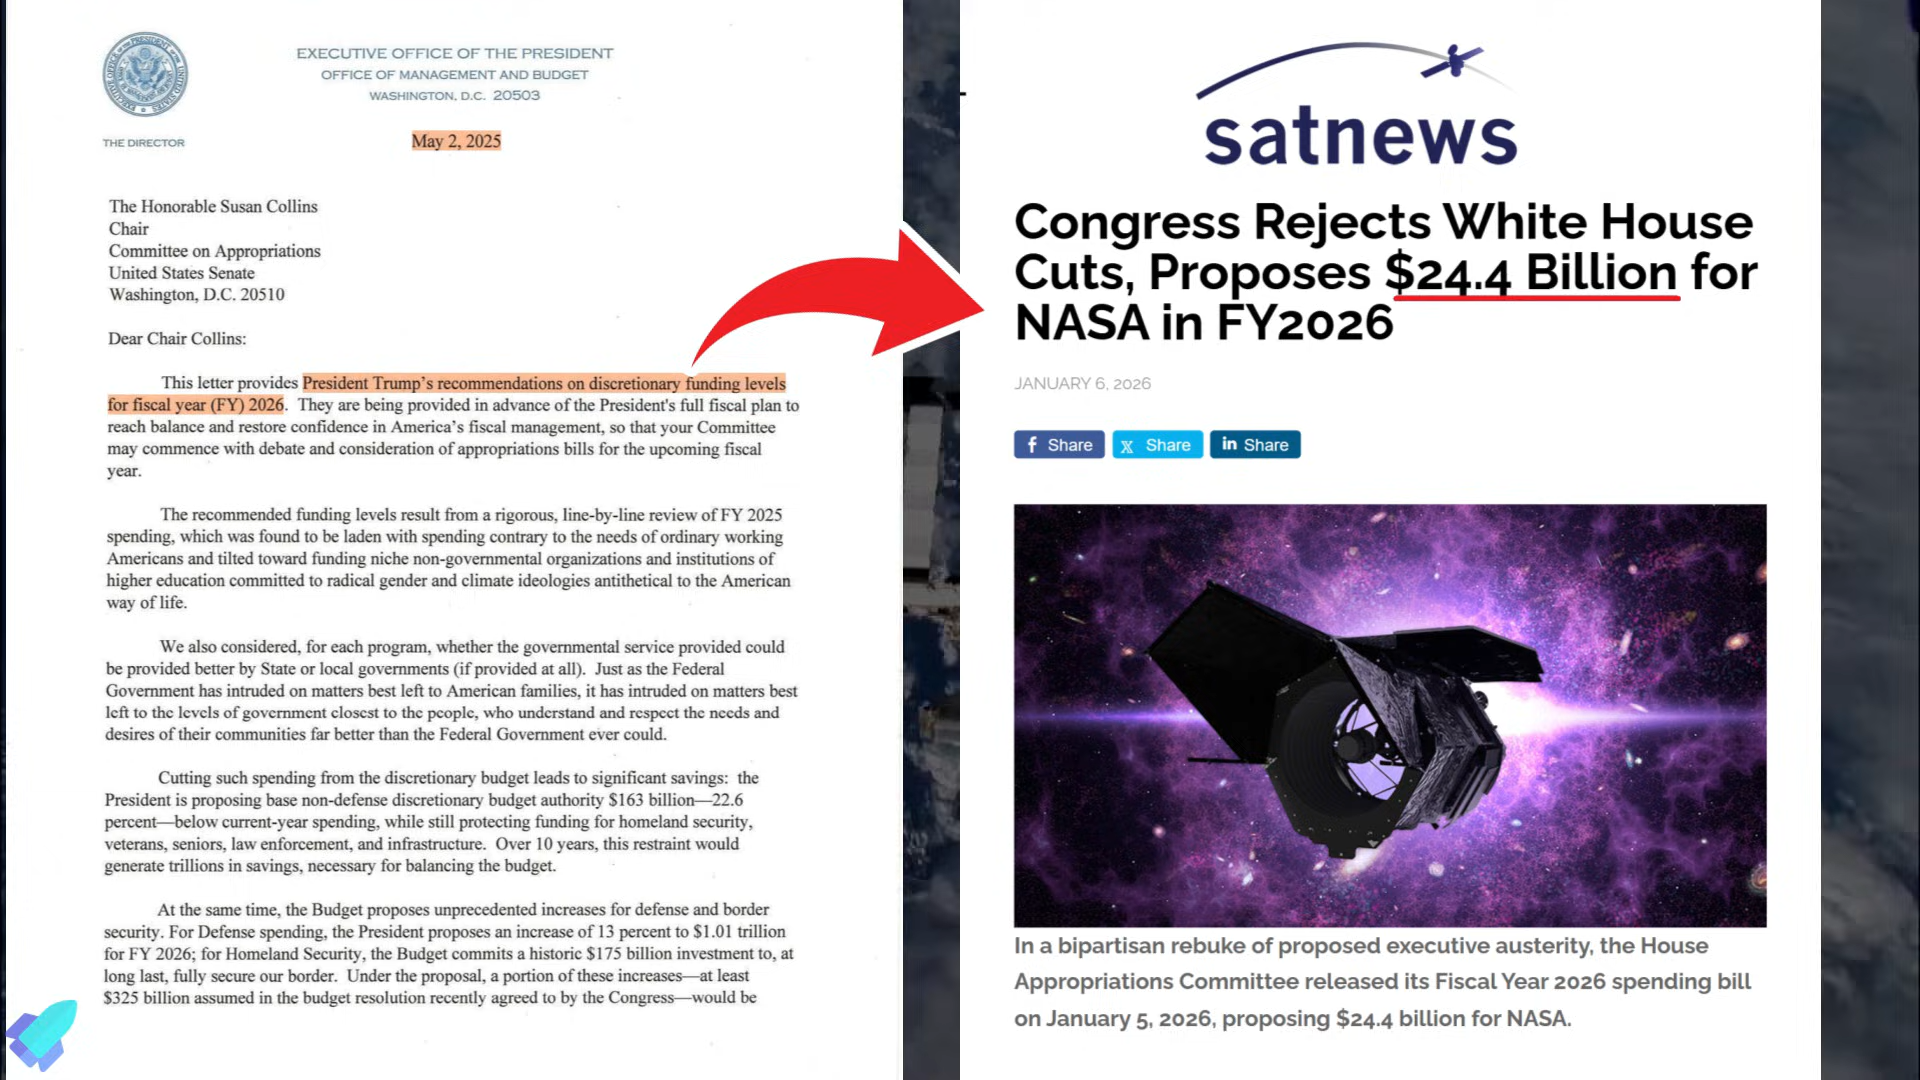 EXECUTIVE OFFICE OF THE PRESIDENT
OFFICE OF MANAGEMENT AND BUDGET
WASHINGTON, D.C. 20503
THE DIRECTOR
May 2, 2025
The Honorable Susan Collins
Chair
Committee on Appropriations
United States Senate
Washington, D.C. 20510
Dear Chair Collins:
This letter provides President Trump's recommendations on discretionary funding levels
for fiscal year (FY) 2026. They are being provided in advance of the President's full fiscal plan to
reach balance and restore confidence in America's fiscal management, so that your Committee
may commence with debate and consideration of appropriations bills for the upcoming fiscal
year.
The recommended funding levels result from a rigorous, line-by-line review of FY 2025
spending, which was found to be laden with spending contrary to the needs of ordinary working
Americans and tilted toward funding niche non-governmental organizations and institutions of
higher education committed to radical gender and climate ideologies antithetical to the American
way of life.
We also considered, for each program, whether the governmental service provided could
be provided better by State or local governments (if provided at all). Just as the Federal
Government has intruded on matters best left to American families, it has intruded on matters best
left to the levels of government closest to the people, who understand and respect the needs and
desires of their communities far better than the Federal Government ever could.
Cutting such spending from the discretionary budget leads to significant savings: the
President is proposing base non-defense discretionary budget authority $163 billion—22.6
percent—below current-year spending, while still protecting funding for homeland security,
veterans, seniors, law enforcement, and infrastructure. Over 10 years, this restraint would
generate trillions in savings, necessary for balancing the budget.
At the same time, the Budget proposes unprecedented increases for defense and border
security. For Defense spending, the President proposes an increase of 13 percent to $1.01 trillion
for FY 2026; for Homeland Security, the Budget commits a historic $175 billion investment to, at
long last, fully secure our border. Under the proposal, a portion of these increases—at least
$325 billion assumed in the budget resolution recently agreed to by the Congress—would be
satnews
Congress Rejects White House
Cuts, Proposes $24.4 Billion for
NASA in FY2026
JANUARY 6, 2026
f Share
X Share
in Share
In a bipartisan rebuke of proposed executive austerity, the House
Appropriations Committee released its Fiscal Year 2026 spending bill
on January 5, 2026, proposing $24.4 billion for NASA.